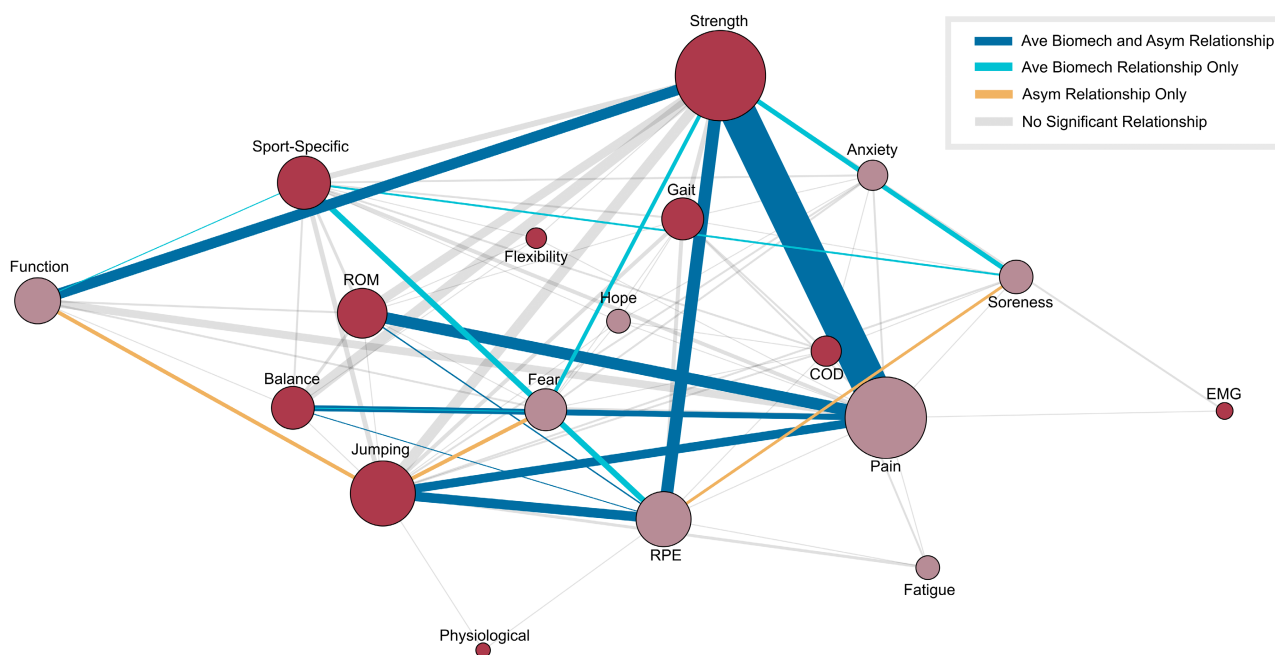 Strength
Ave Biomech and Asym Relationship
Ave Biomech Relationship Only
Asym Relationship Only
No Significant Relationship
Sport-Specific
Anxiety
Gait
Flexibility
Function
ROM
Hope
Soreness
COD
Balance
Fear
EMG
Jumping
Pain
RPE
Fatigue
Physiological